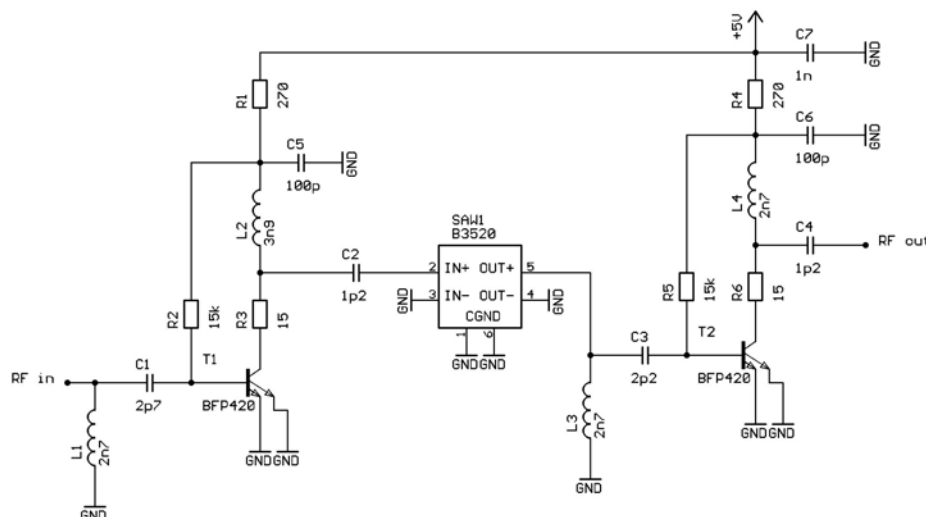 +5V
C7
1n
GND
R1
270
R4
270
C5
100p
GND
C6
100p
GND
L2
3n9
L4
2n7
SAW1
B3520
C2
1p2
2
IN+
OUT+
5
3
IN-
OUT-
4
GND
GND
CGND
1
6
GND
GND
C4
1p2
RF out
R2
15k
R3
15
R5
15k
R6
15
RF in
C1
2p7
T1
BFP420
C3
2p2
T2
BFP420
L1
2n7
L3
2n7
GND
GND
GND
GND
GND
GND